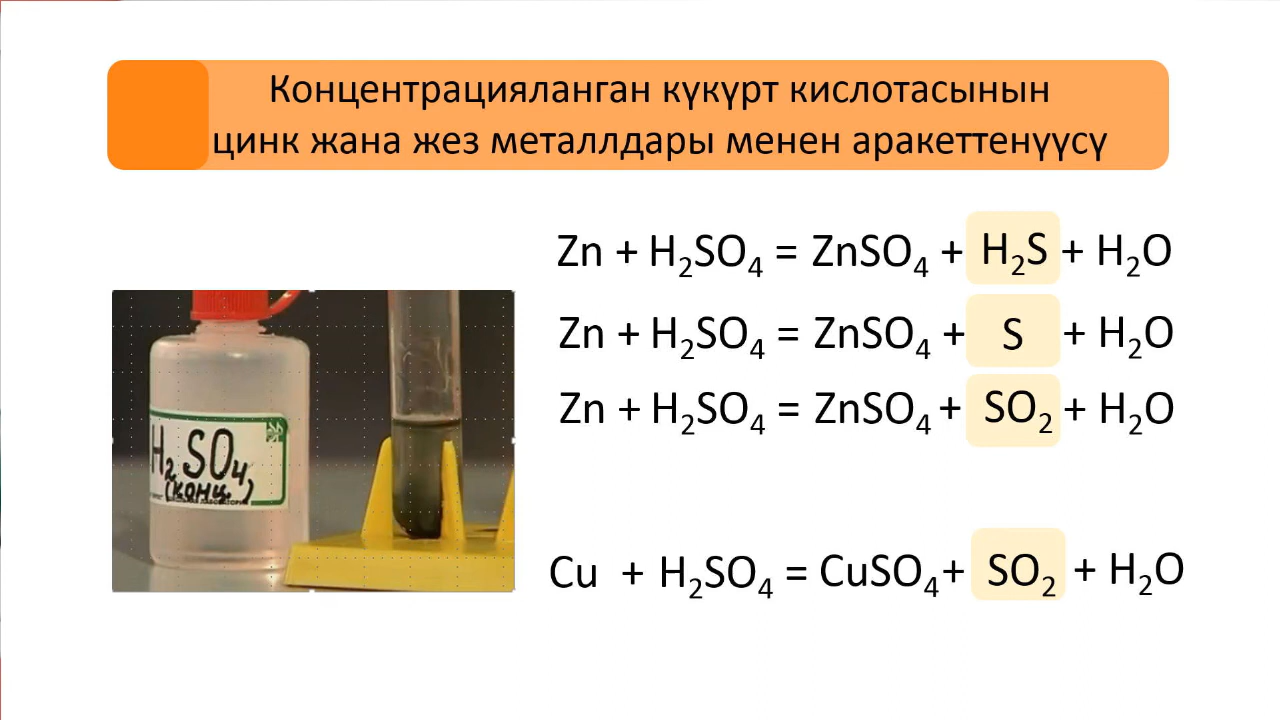 Концентрацияланган күкүрт кислотасынын
цинк жана жез металлдары менен аракеттенүүсү
Zn + H₂SO₄ = ZnSO₄ + H₂S + H₂O
Zn + H₂SO₄ = ZnSO₄ + S + H₂O
Zn + H₂SO₄ = ZnSO₄ + SO₂ + H₂O
H₂SO₄
(конц.)
Cu + H₂SO₄ = CuSO₄+ SO₂ + H₂O